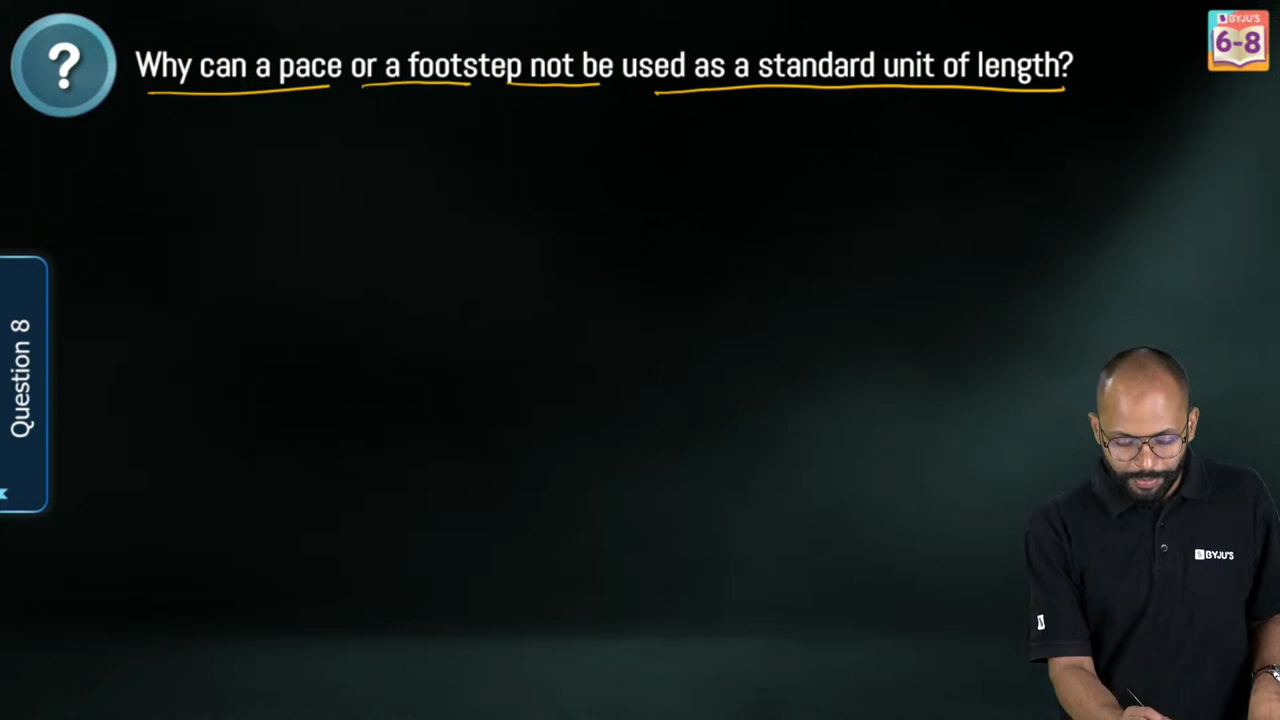 ?
BYJU'S
6-8
Why can a pace or a footstep not be used as a standard unit of length?
Question 8
BYJU'S